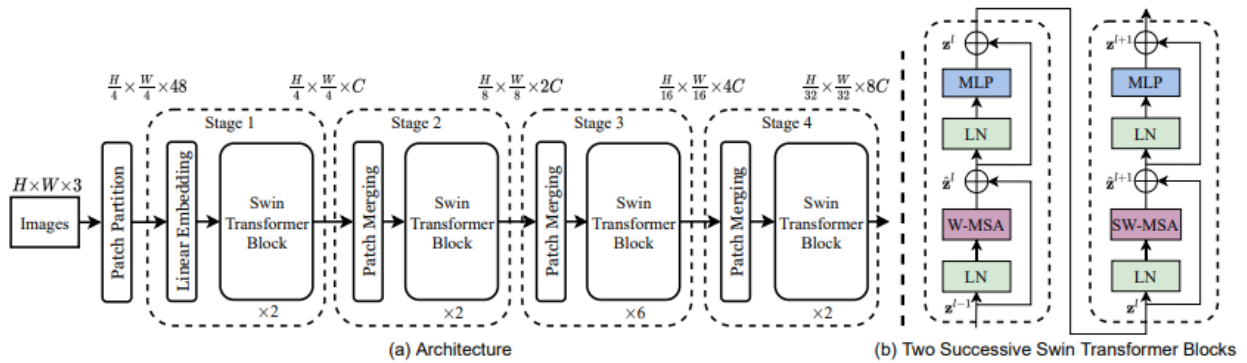 H/4 × W/4 × 48
H/4 × W/4 × C
H/8 × W/8 × 2C
H/16 × W/16 × 4C
H/32 × W/32 × 8C
Stage 1
Stage 2
Stage 3
Stage 4
H×W×3
Images
Patch Partition
Linear Embedding
Swin
Transformer
Block
×2
Patch Merging
Swin
Transformer
Block
×2
Patch Merging
Swin
Transformer
Block
×6
Patch Merging
Swin
Transformer
Block
×2
(a) Architecture
z^l
MLP
LN
ẑ^l
W-MSA
LN
z^{l-1}
z^{l+1}
MLP
LN
ẑ^{l+1}
SW-MSA
LN
z^l
(b) Two Successive Swin Transformer Blocks